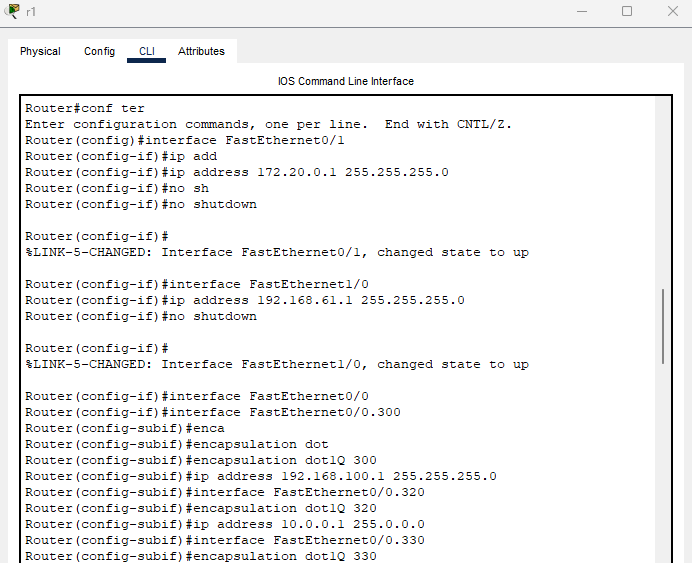 r1
Physical Config CLI Attributes
IOS Command Line Interface
Router#conf ter
Enter configuration commands, one per line.  End with CNTL/Z.
Router(config)#interface FastEthernet0/1
Router(config-if)#ip add
Router(config-if)#ip address 172.20.0.1 255.255.255.0
Router(config-if)#no sh
Router(config-if)#no shutdown
Router(config-if)#
%LINK-5-CHANGED: Interface FastEthernet0/1, changed state to up
Router(config-if)#interface FastEthernet1/0
Router(config-if)#ip address 192.168.61.1 255.255.255.0
Router(config-if)#no shutdown
Router(config-if)#
%LINK-5-CHANGED: Interface FastEthernet1/0, changed state to up
Router(config-if)#interface FastEthernet0/0
Router(config-if)#interface FastEthernet0/0.300
Router(config-subif)#enca
Router(config-subif)#encapsulation dot
Router(config-subif)#encapsulation dot1Q 300
Router(config-subif)#ip address 192.168.100.1 255.255.255.0
Router(config-subif)#interface FastEthernet0/0.320
Router(config-subif)#encapsulation dot1Q 320
Router(config-subif)#ip address 10.0.0.1 255.0.0.0
Router(config-subif)#interface FastEthernet0/0.330
Router(config-subif)#encapsulation dot1Q 330